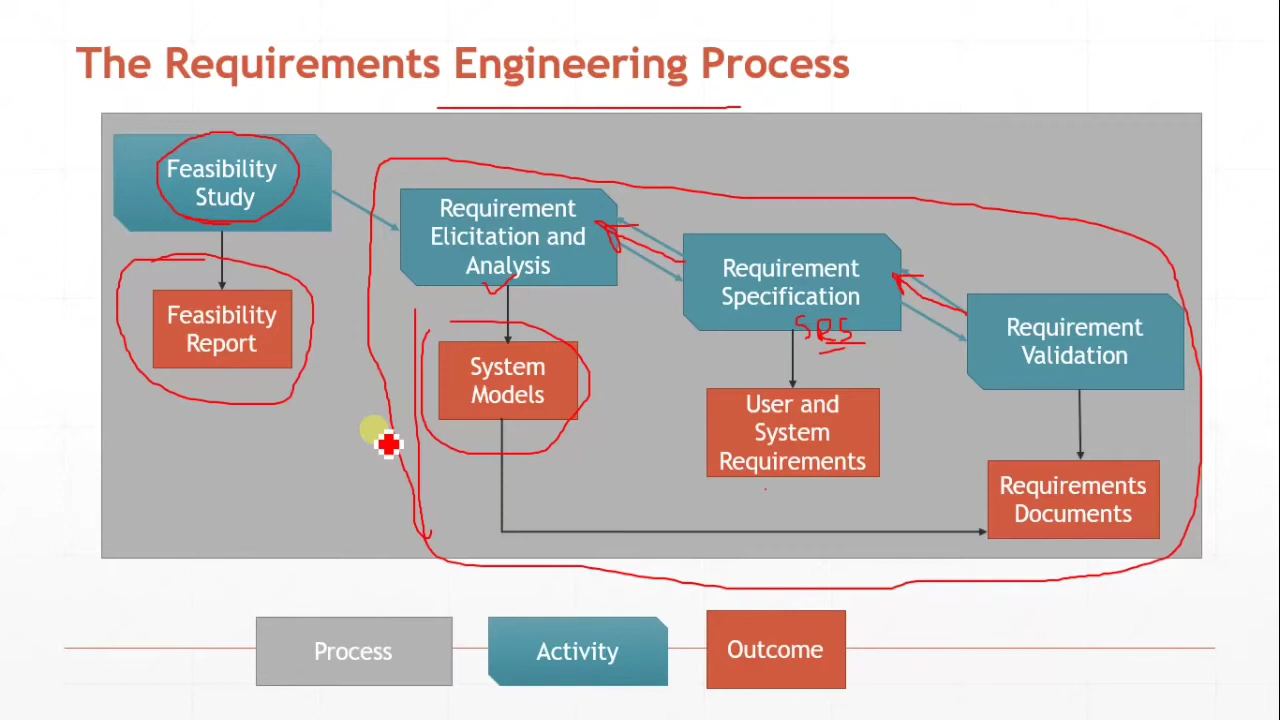 The Requirements Engineering Process
Feasibility
Study
Feasibility
Report
Requirement
Elicitation and
Analysis
System
Models
Requirement
Specification
SRS
User and
System
Requirements
Requirement
Validation
Requirements
Documents
Process
Activity
Outcome